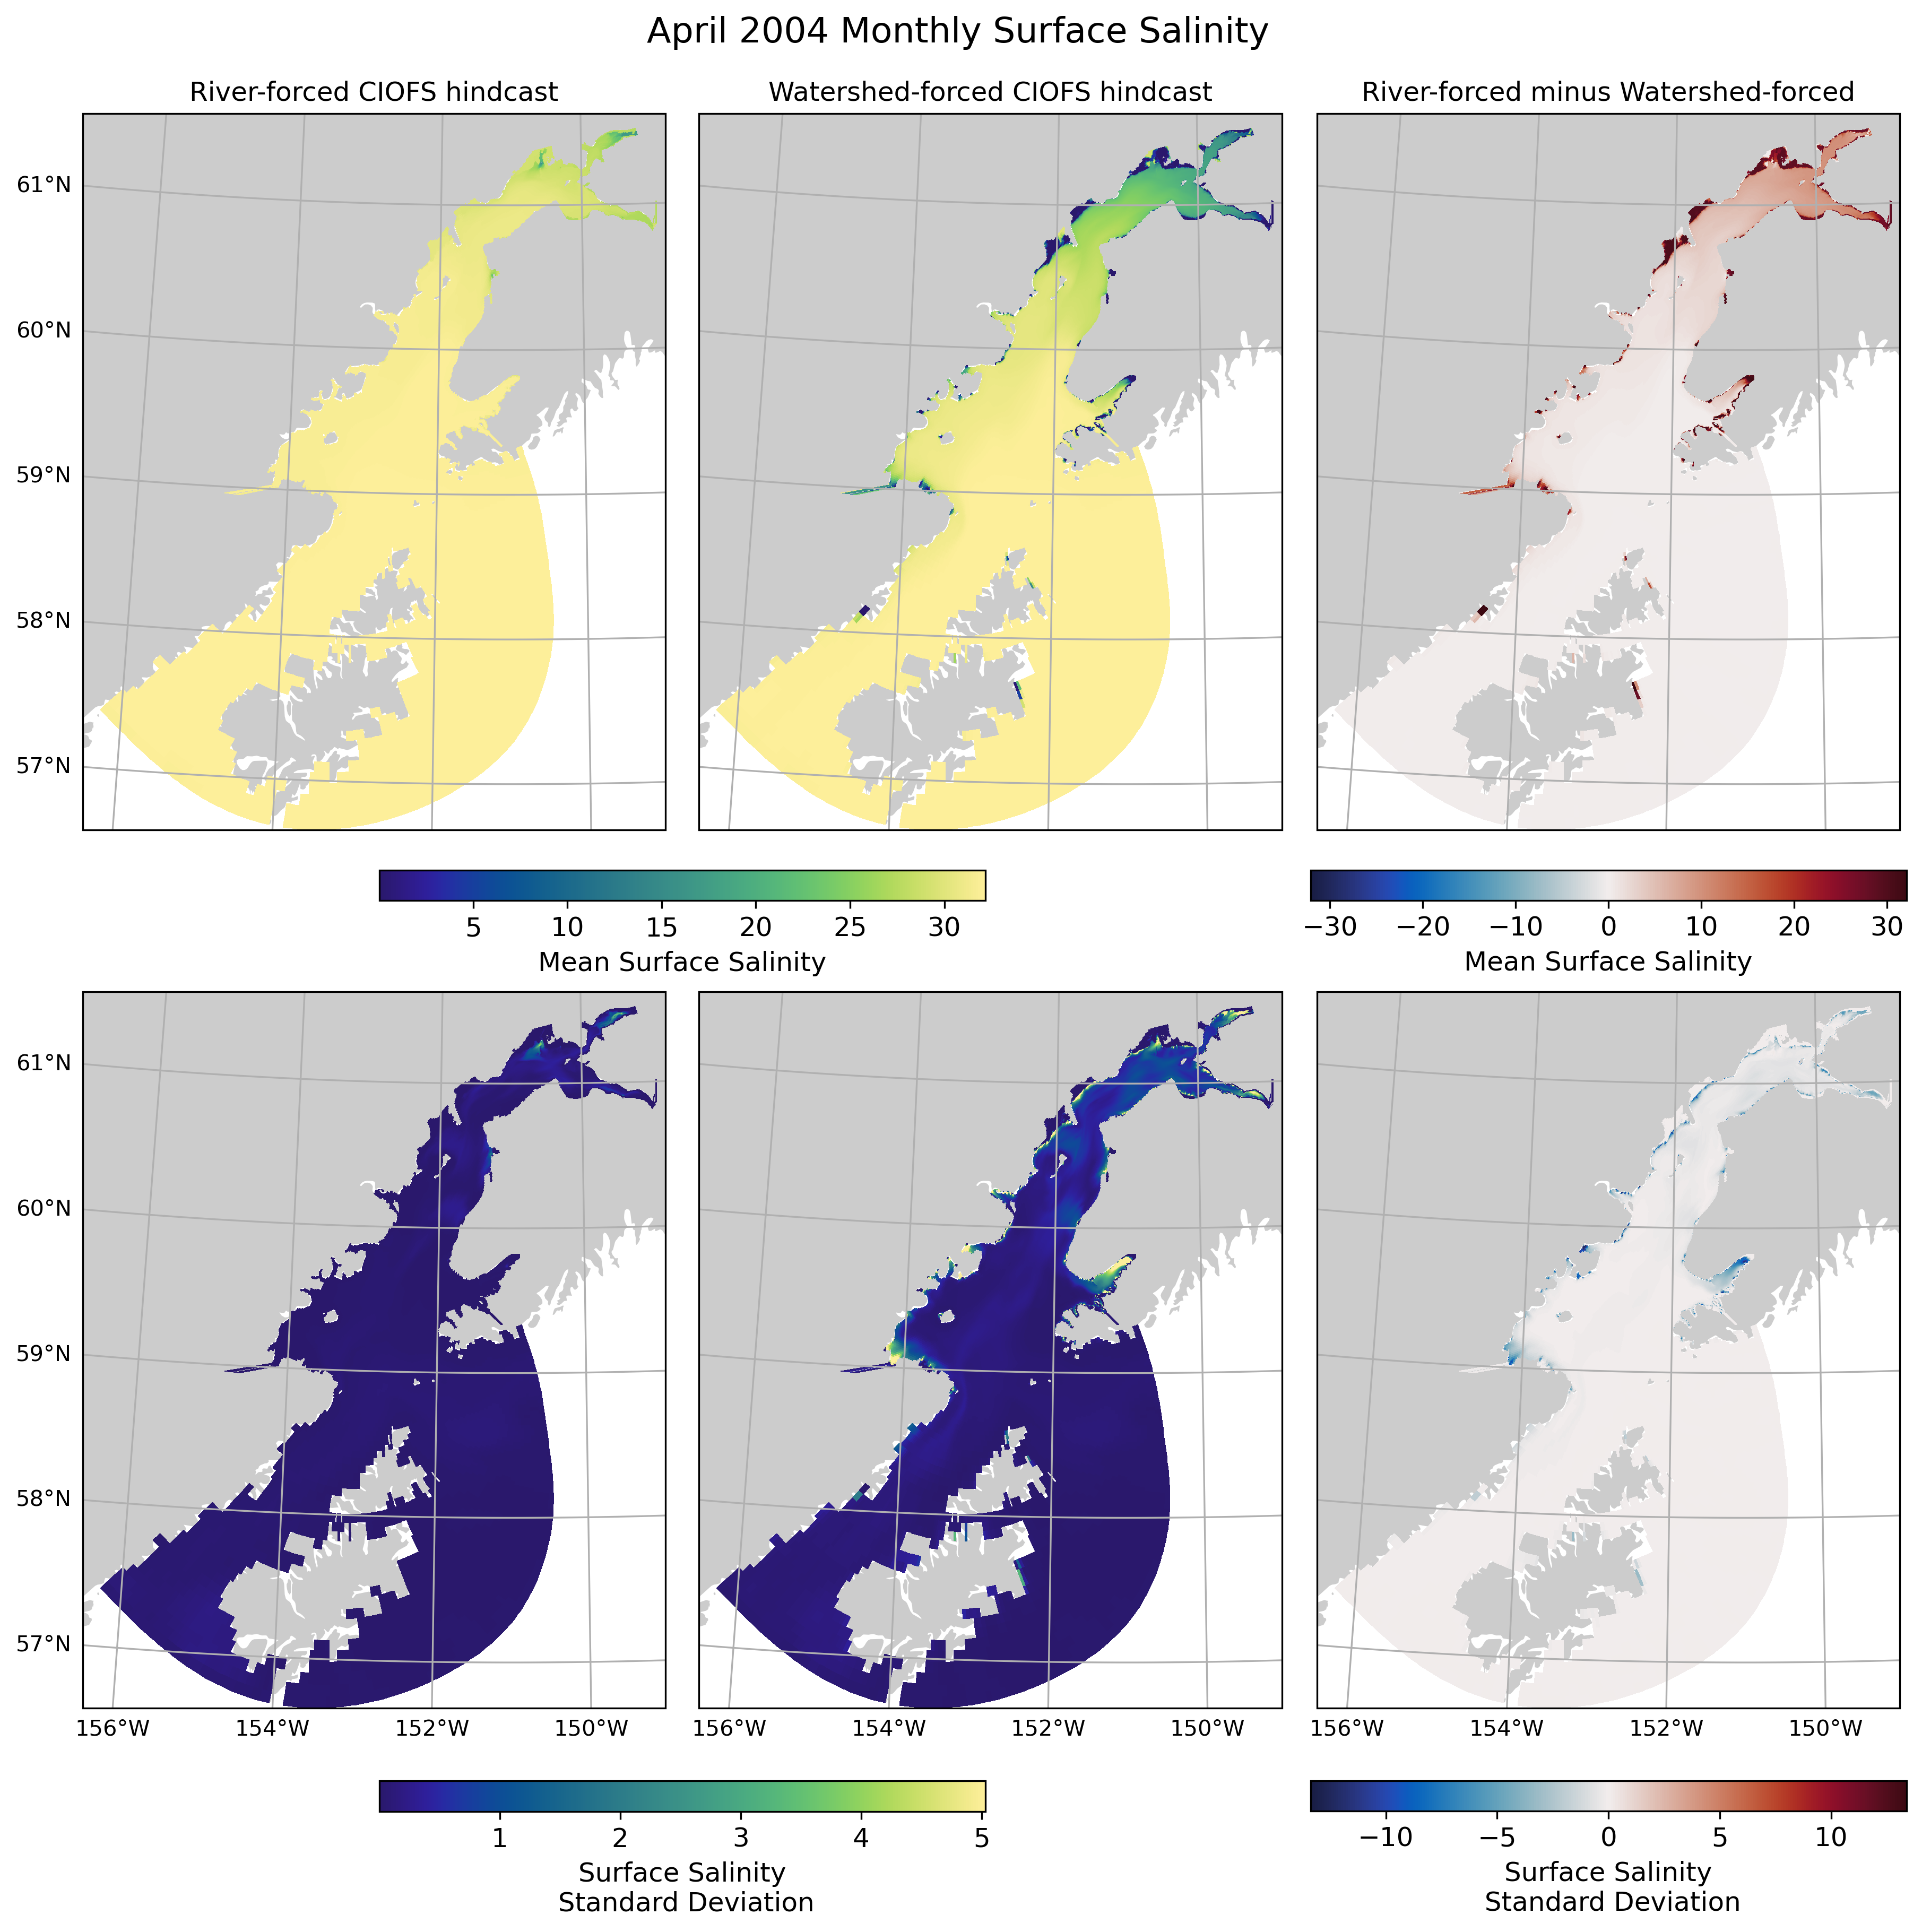 April 2004 Monthly Surface Salinity
River-forced CIOFS hindcast
Watershed-forced CIOFS hindcast
River-forced minus Watershed-forced
61°N
60°N
59°N
58°N
57°N
5 10 15 20 25 30
Mean Surface Salinity
−30 −20 −10 0 10 20 30
Mean Surface Salinity
61°N
60°N
59°N
58°N
57°N
156°W 154°W 152°W 150°W
156°W 154°W 152°W 150°W
156°W 154°W 152°W 150°W
1 2 3 4 5
Surface Salinity
Standard Deviation
−10 −5 0 5 10
Surface Salinity
Standard Deviation